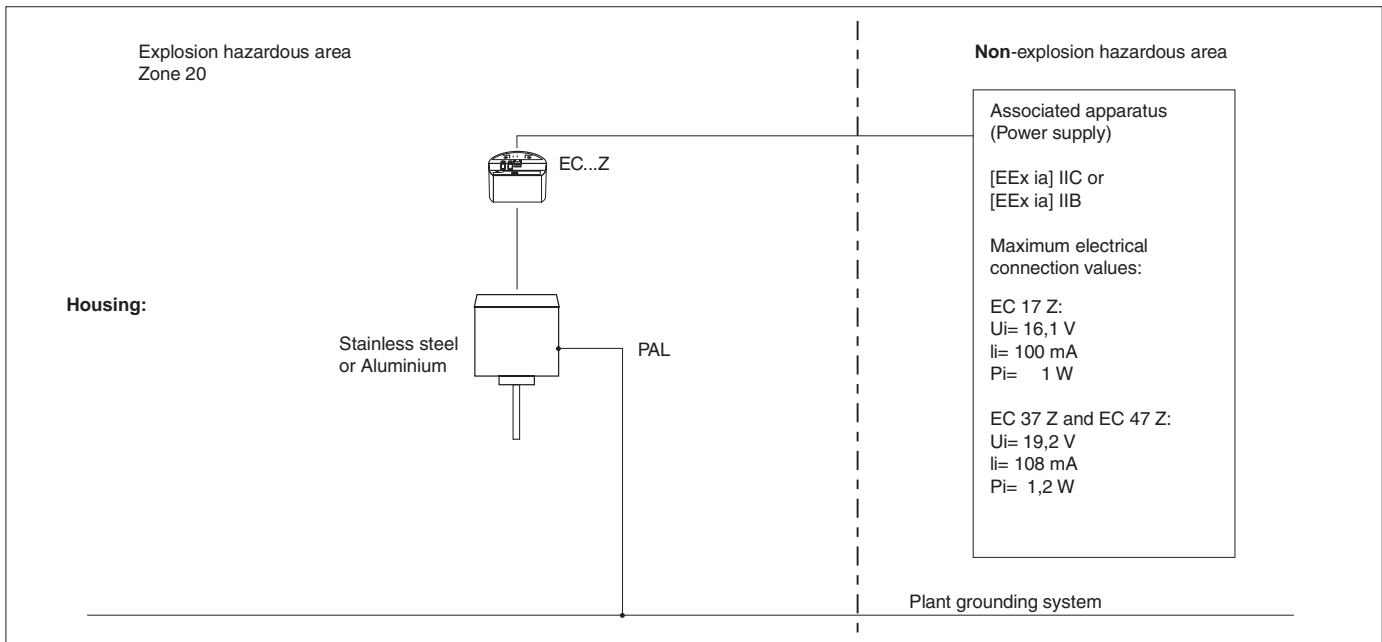 Explosion hazardous area
Zone 20
Non-explosion hazardous area
Associated apparatus
(Power supply)
[EEx ia] IIC or
[EEx ia] IIB
Maximum electrical
connection values:
EC 17 Z:
Ui= 16,1 V
Ii= 100 mA
Pi= 1 W
EC 37 Z and EC 47 Z:
Ui= 19,2 V
Ii= 108 mA
Pi= 1,2 W
EC...Z
Housing:
Stainless steel
or Aluminium
PAL
Plant grounding system